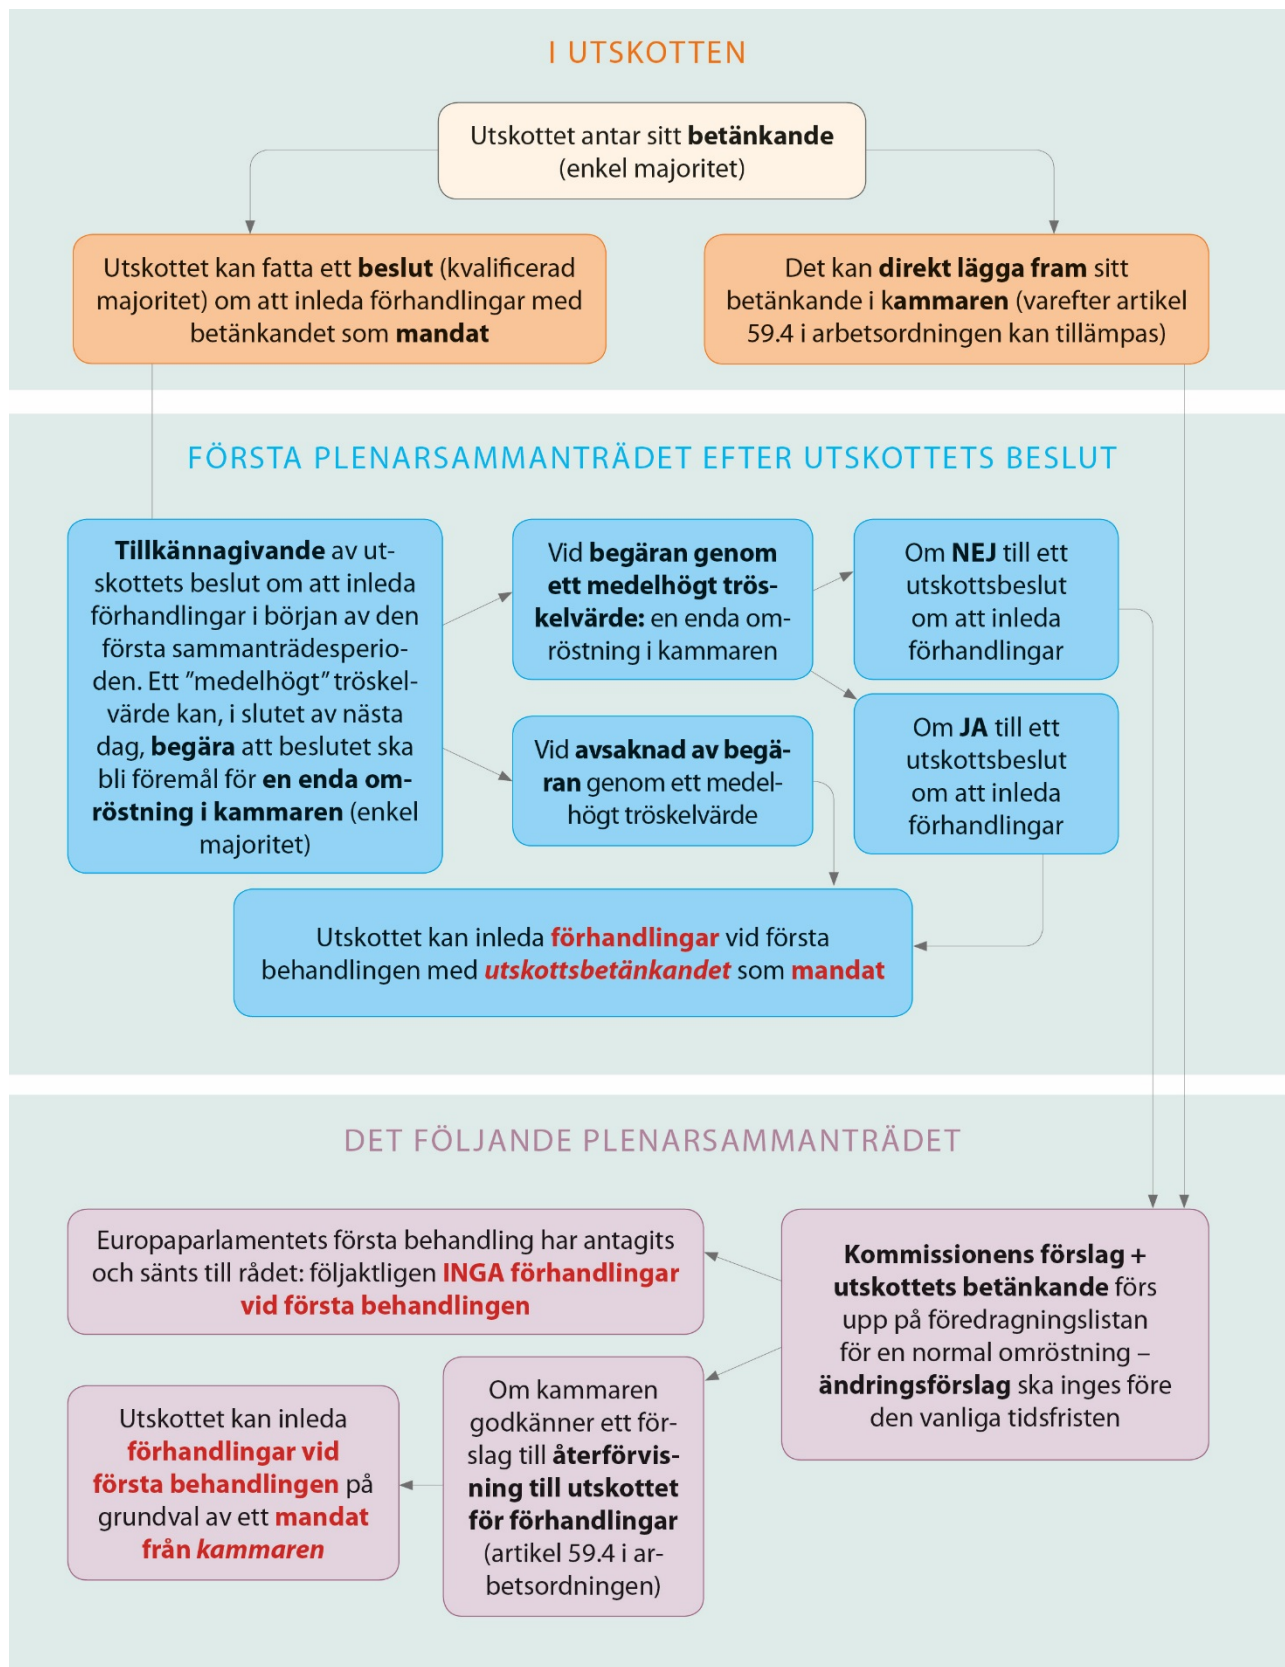 I UTSKOTTEN
Utskottet antar sitt betänkande
(enkel majoritet)
Utskottet kan fatta ett beslut (kvalificerad
majoritet) om att inleda förhandlingar med
betänkandet som mandat
Det kan direkt lägga fram sitt
betänkande i kammaren (varefter artikel
59.4 i arbetsordningen kan tillämpas)
FÖRSTA PLENARSAMMANTRÄDET EFTER UTSKOTTETS BESLUT
Tillkännagivande av ut-
skottets beslut om att inleda
förhandlingar i början av den
första sammanträdesperio-
den. Ett ”medelhögt” tröskel-
värde kan, i slutet av nästa
dag, begära att beslutet ska
bli föremål för en enda om-
röstning i kammaren (enkel
majoritet)
Vid begäran genom
ett medelhögt trös-
kelvärde: en enda om-
röstning i kammaren
Om NEJ till ett
utskottsbeslut
om att inleda
förhandlingar
Vid avsaknad av begä-
ran genom ett medel-
högt tröskelvärde
Om JA till ett
utskottsbeslut
om att inleda
förhandlingar
Utskottet kan inleda förhandlingar vid första
behandlingen med utskottsbetänkandet som mandat
DET FÖLJANDE PLENARSAMMANTRÄDET
Europaparlamentets första behandling har antagits
och sänts till rådet: följaktligen INGA förhandlingar
vid första behandlingen
Kommissionens förslag +
utskottets betänkande förs
upp på föredragningslistan
för en normal omröstning –
ändringsförslag ska inges före
den vanliga tidsfristen
Om kammaren
godkänner ett för-
slag till återförvis-
ning till utskottet
för förhandlingar
(artikel 59.4 i ar-
betsordningen)
Utskottet kan inleda
förhandlingar vid
första behandlingen på
grundval av ett mandat
från kammaren